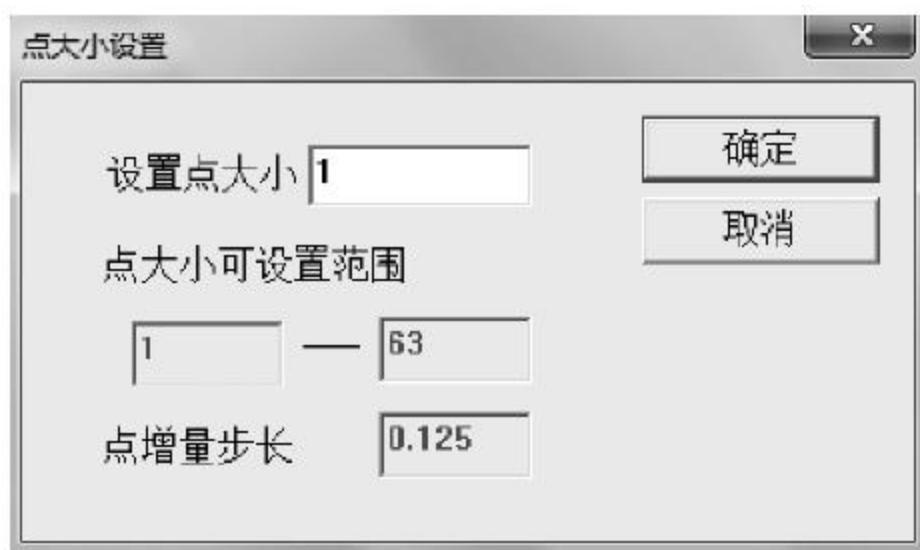 点大小设置
设置点大小 1
确定
取消
点大小可设置范围
1 — 63
点增量步长 0.125